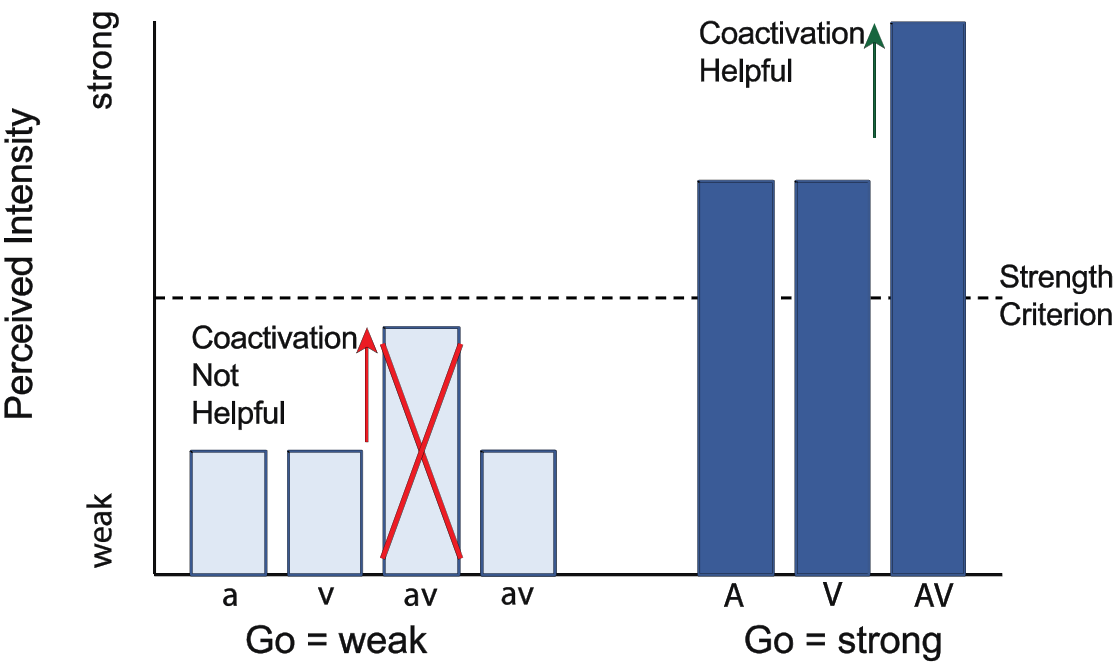 Perceived Intensity
strong
weak
Coactivation
Helpful
Strength
Criterion
Coactivation
Not
Helpful
a v av av A V AV
Go = weak Go = strong